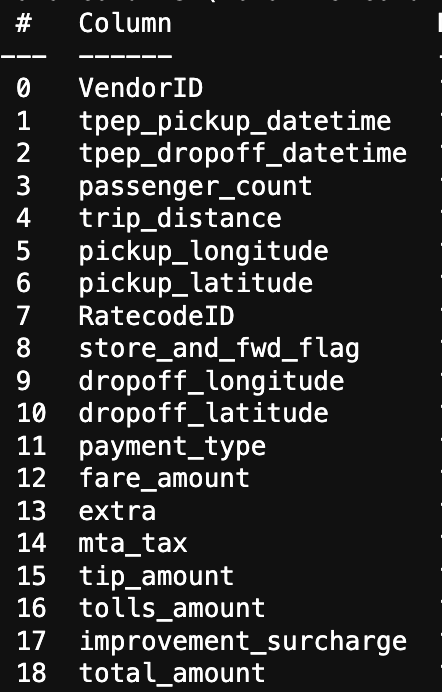 # Column
--- ------
0 VendorID
1 tpep_pickup_datetime
2 tpep_dropoff_datetime
3 passenger_count
4 trip_distance
5 pickup_longitude
6 pickup_latitude
7 RatecodeID
8 store_and_fwd_flag
9 dropoff_longitude
10 dropoff_latitude
11 payment_type
12 fare_amount
13 extra
14 mta_tax
15 tip_amount
16 tolls_amount
17 improvement_surcharge
18 total_amount